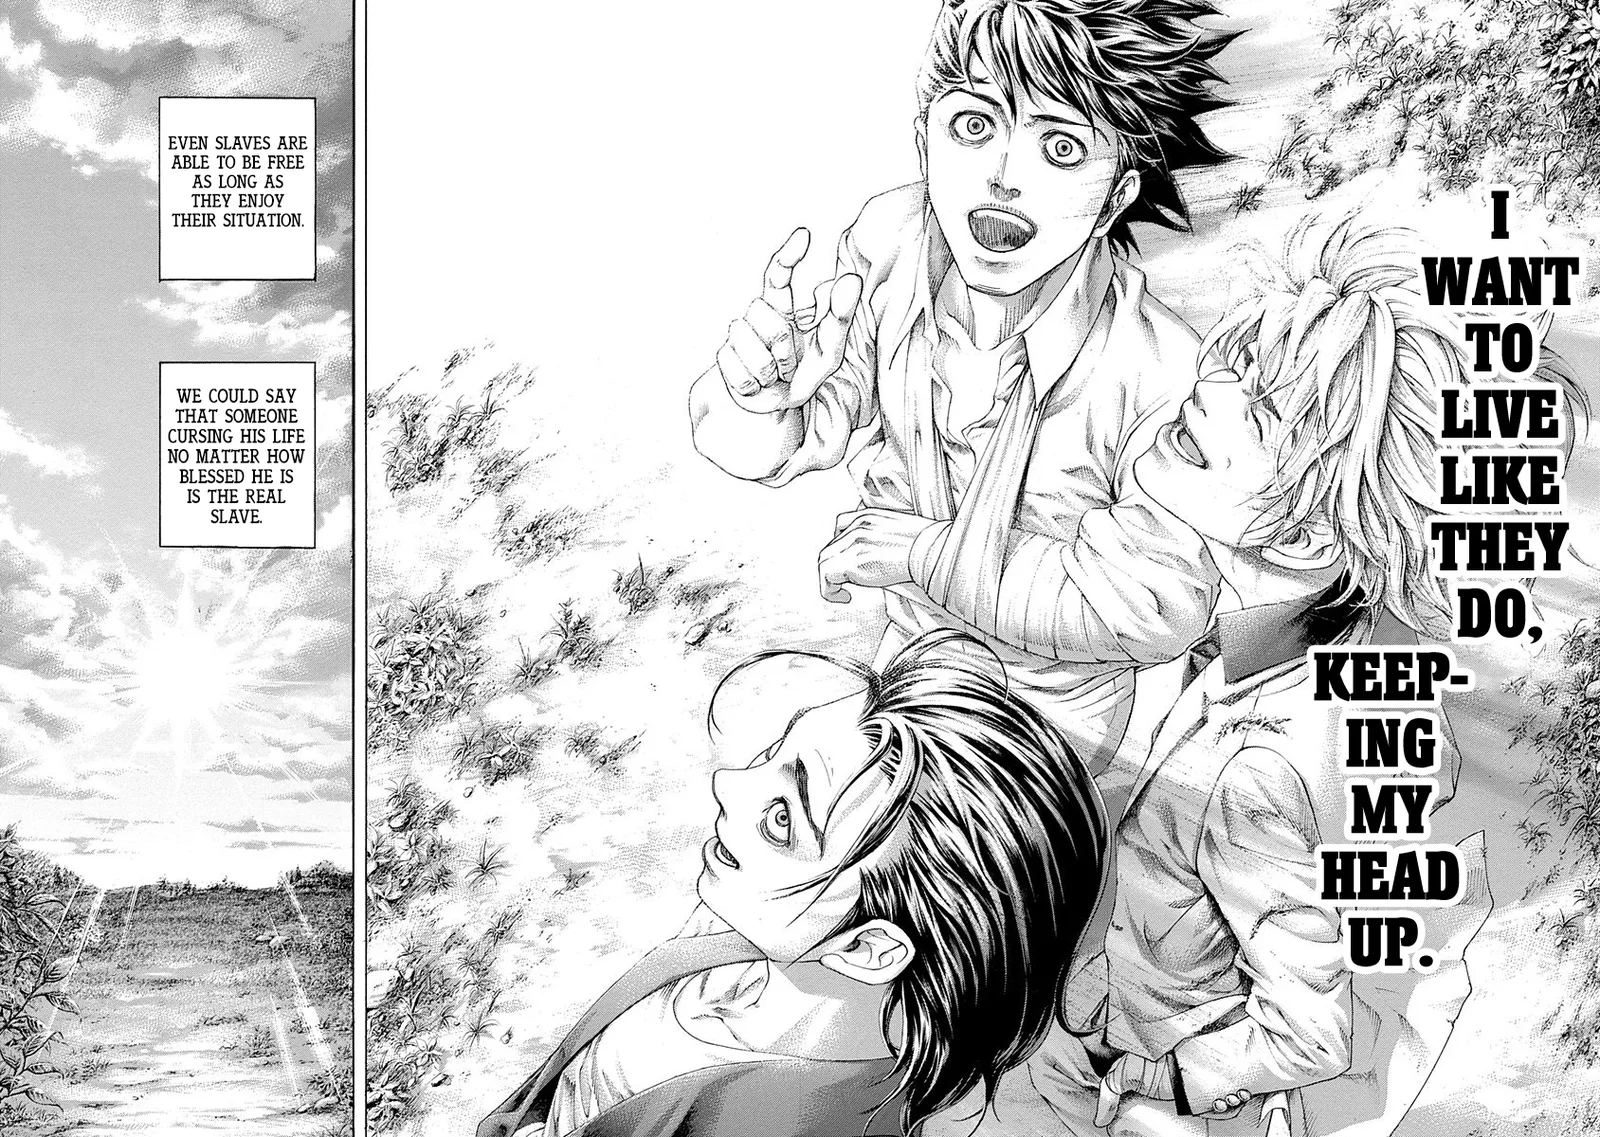 I
WANT
TO
LIVE
LIKE
THEY
DO,
KEEP-
ING
MY
HEAD
UP.
EVEN SLAVES ARE
ABLE TO BE FREE
AS LONG AS
THEY ENJOY
THEIR SITUATION.
WE COULD SAY
THAT SOMEONE
CURSING HIS LIFE
NO MATTER HOW
BLESSED HE IS
IS THE REAL
SLAVE.